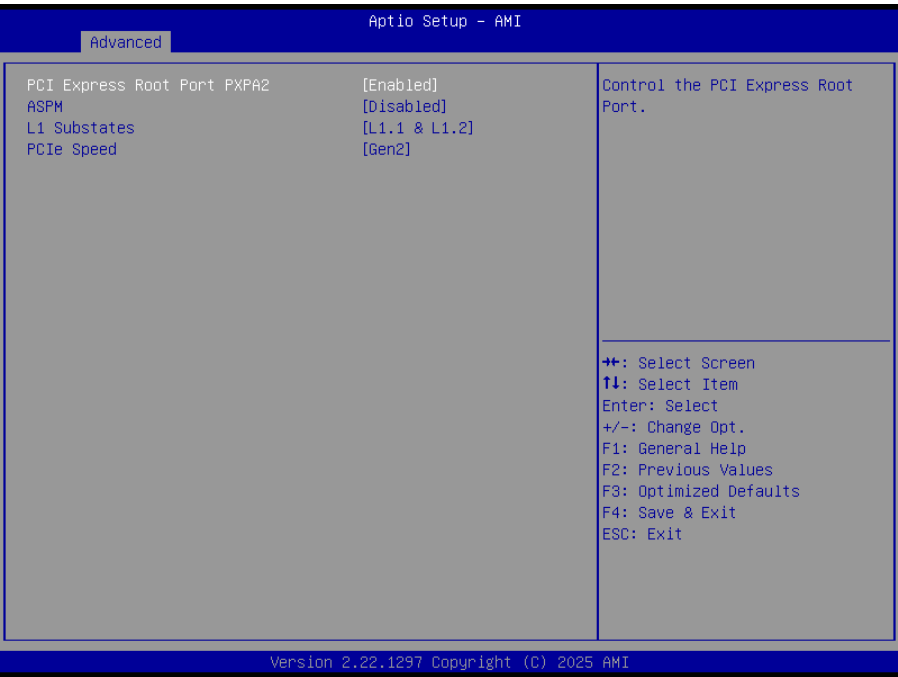 Aptio Setup – AMI
Advanced
PCI Express Root Port PXPA2 [Enabled]
ASPM [Disabled]
L1 Substates [L1.1 & L1.2]
PCIe Speed [Gen2]
Control the PCI Express Root
Port.
→←: Select Screen
↑↓: Select Item
Enter: Select
+/-: Change Opt.
F1: General Help
F2: Previous Values
F3: Optimized Defaults
F4: Save & Exit
ESC: Exit
Version 2.22.1297 Copyright (C) 2025 AMI